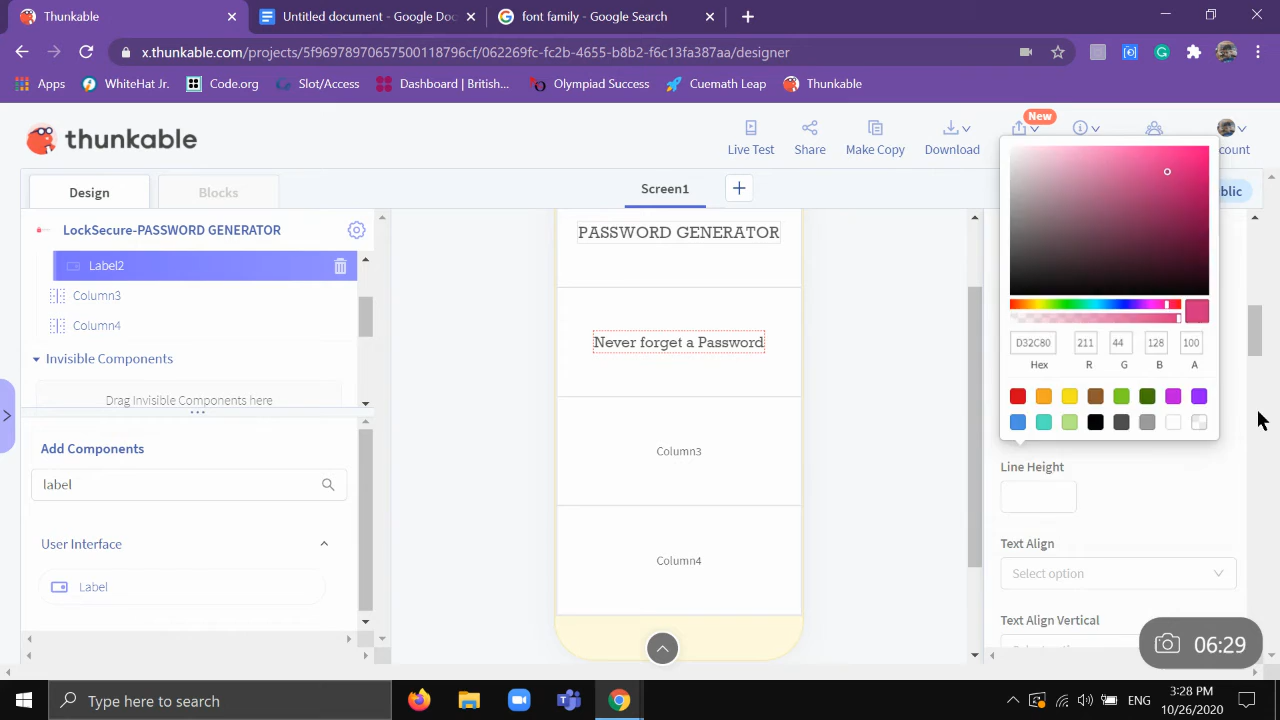 Thunkable
Untitled document - Google Doc
font family - Google Search
x.thunkable.com/projects/5f96978970657500118796cf/062269fc-fc2b-4655-b8b2-f6c13fa387aa/designer
Apps
WhiteHat Jr.
Code.org
Slot/Access
Dashboard | British...
Olympiad Success
Cuemath Leap
Thunkable
thunkable
Live Test
Share
Make Copy
Download
New
count
Design
Blocks
Screen1
blic
LockSecure-PASSWORD GENERATOR
Label2
Column3
Column4
Invisible Components
Drag Invisible Components here
Add Components
label
User Interface
Label
PASSWORD GENERATOR
Never forget a Password
Column3
Column4
D32C80 211 44 128 100
Hex R G B A
Line Height
Text Align
Select option
Text Align Vertical
06:29
Type here to search
ENG
3:28 PM
10/26/2020